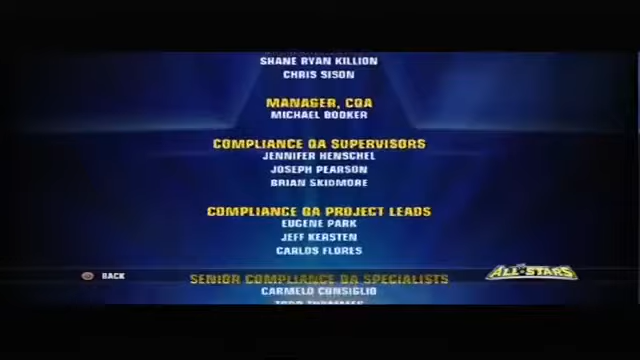 SHANE RYAN KILLION
CHRIS SISON
MANAGER, CQA
MICHAEL BOOKER
COMPLIANCE QA SUPERVISORS
JENNIFER HENSCHEL
JOSEPH PEARSON
BRIAN SKIDMORE
COMPLIANCE QA PROJECT LEADS
EUGENE PARK
JEFF KERSTEN
CARLOS FLORES
BACK
ALL STARS
SENIOR COMPLIANCE QA SPECIALISTS
CARMELO CONSIGLIO